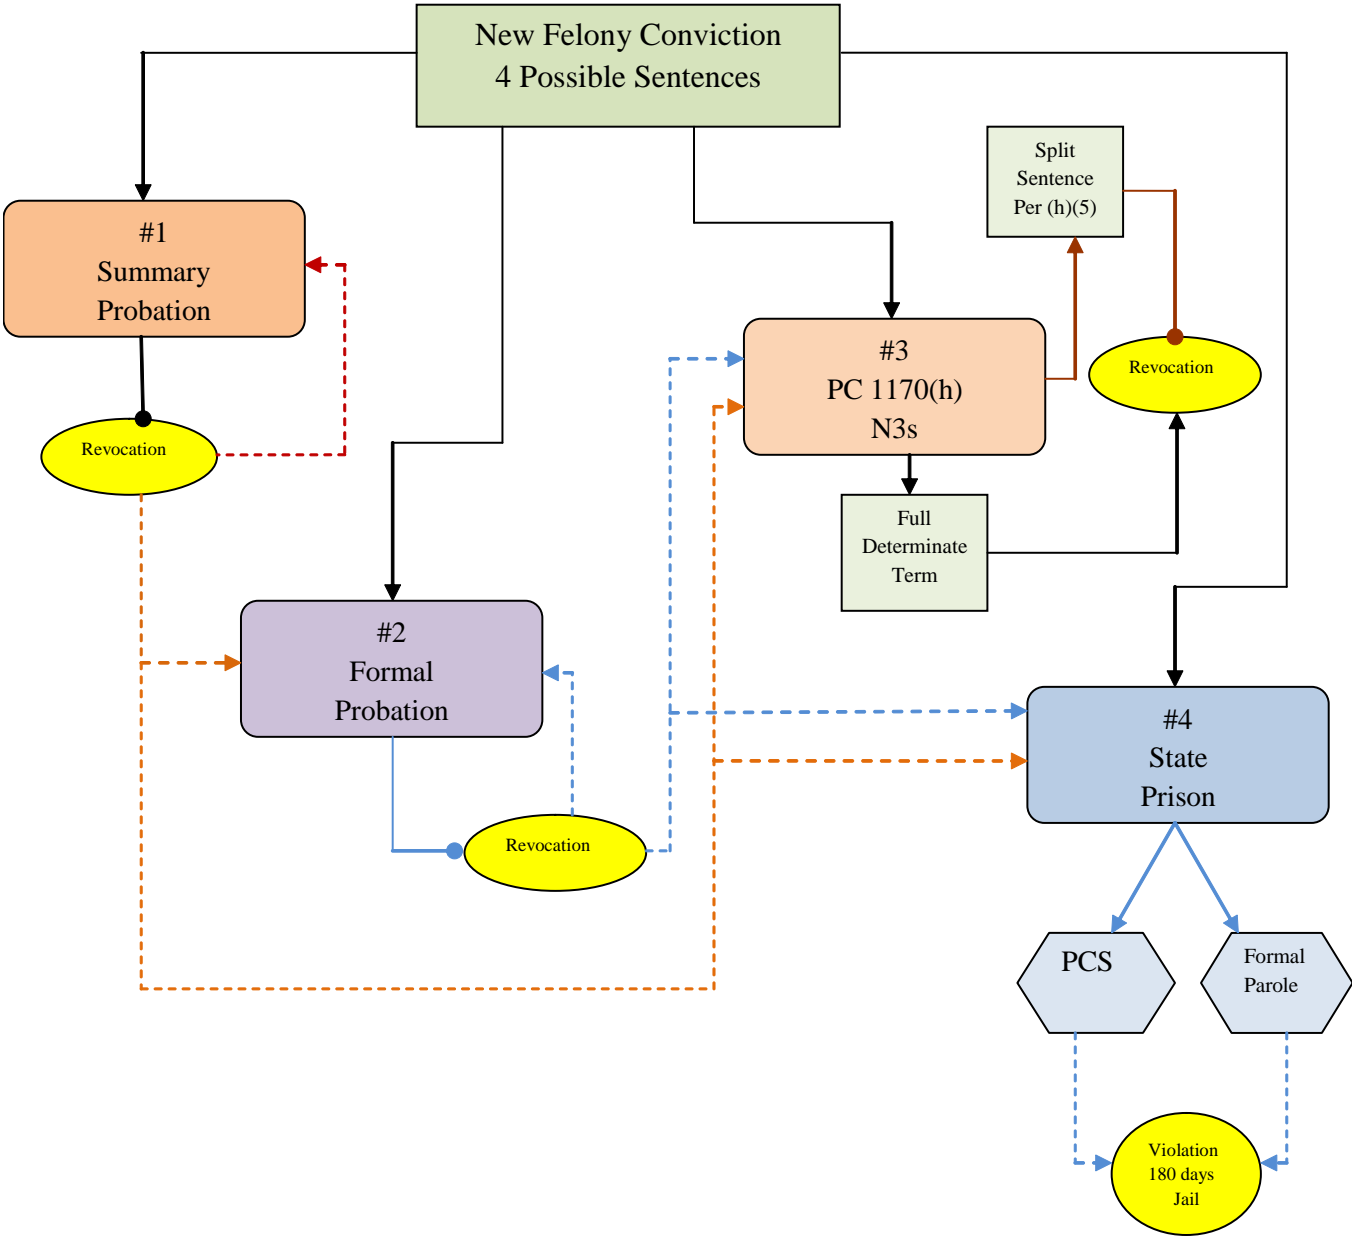 New Felony Conviction
4 Possible Sentences
Split
Sentence
Per (h)(5)
#1
Summary
Probation
#3
PC 1170(h)
N3s
Revocation
Revocation
Full
Determinate
Term
#2
Formal
Probation
#4
State
Prison
Revocation
PCS
Formal
Parole
Violation
180 days
Jail